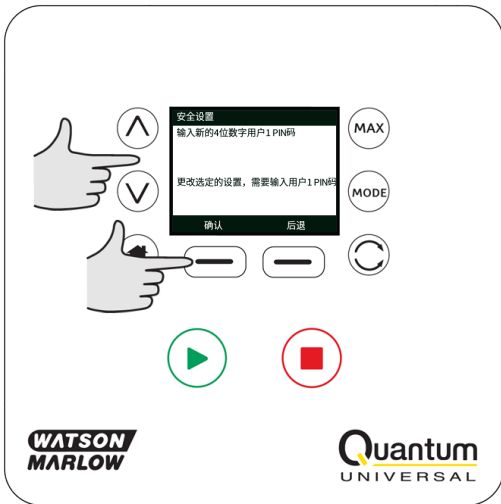 安全设置
输入新的4位数字用户1 PIN码
MAX
更改选定的设置，需要输入用户1 PIN码
MODE
确认 后退
WATSON
MARLOW
Quantum
UNIVERSAL